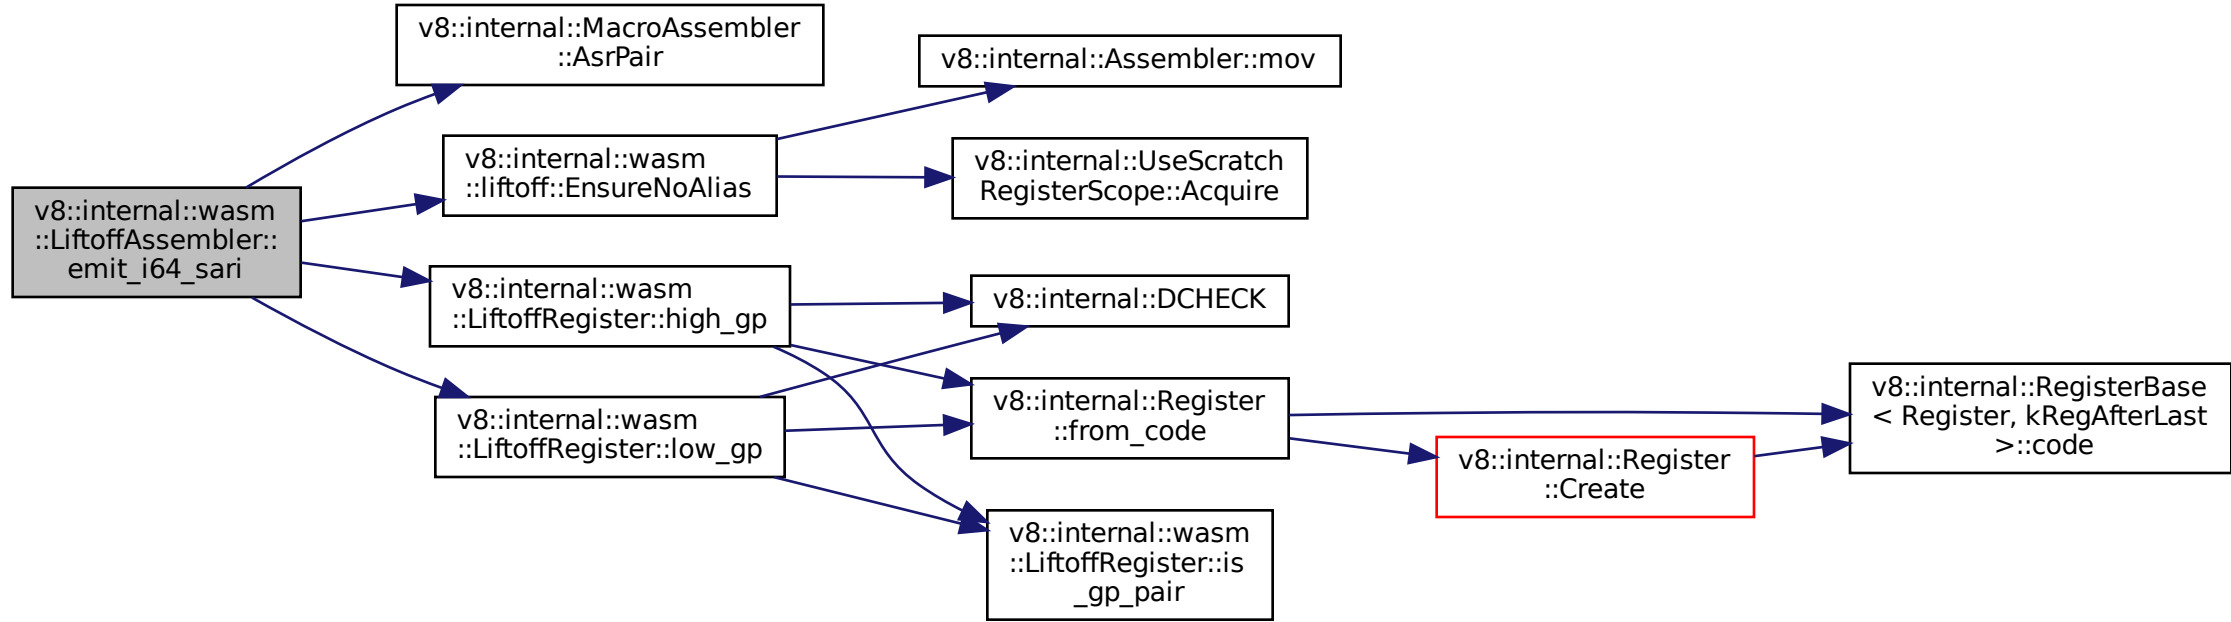 v8::internal::MacroAssembler
::AsrPair
v8::internal::Assembler::mov
v8::internal::wasm
::liftoff::EnsureNoAlias
v8::internal::UseScratch
RegisterScope::Acquire
v8::internal::wasm
::LiftoffAssembler::
emit_i64_sari
v8::internal::wasm
::LiftoffRegister::high_gp
v8::internal::DCHECK
v8::internal::wasm
::LiftoffRegister::low_gp
v8::internal::Register
::from_code
v8::internal::RegisterBase
< Register, kRegAfterLast
>::code
v8::internal::Register
::Create
v8::internal::wasm
::LiftoffRegister::is
_gp_pair